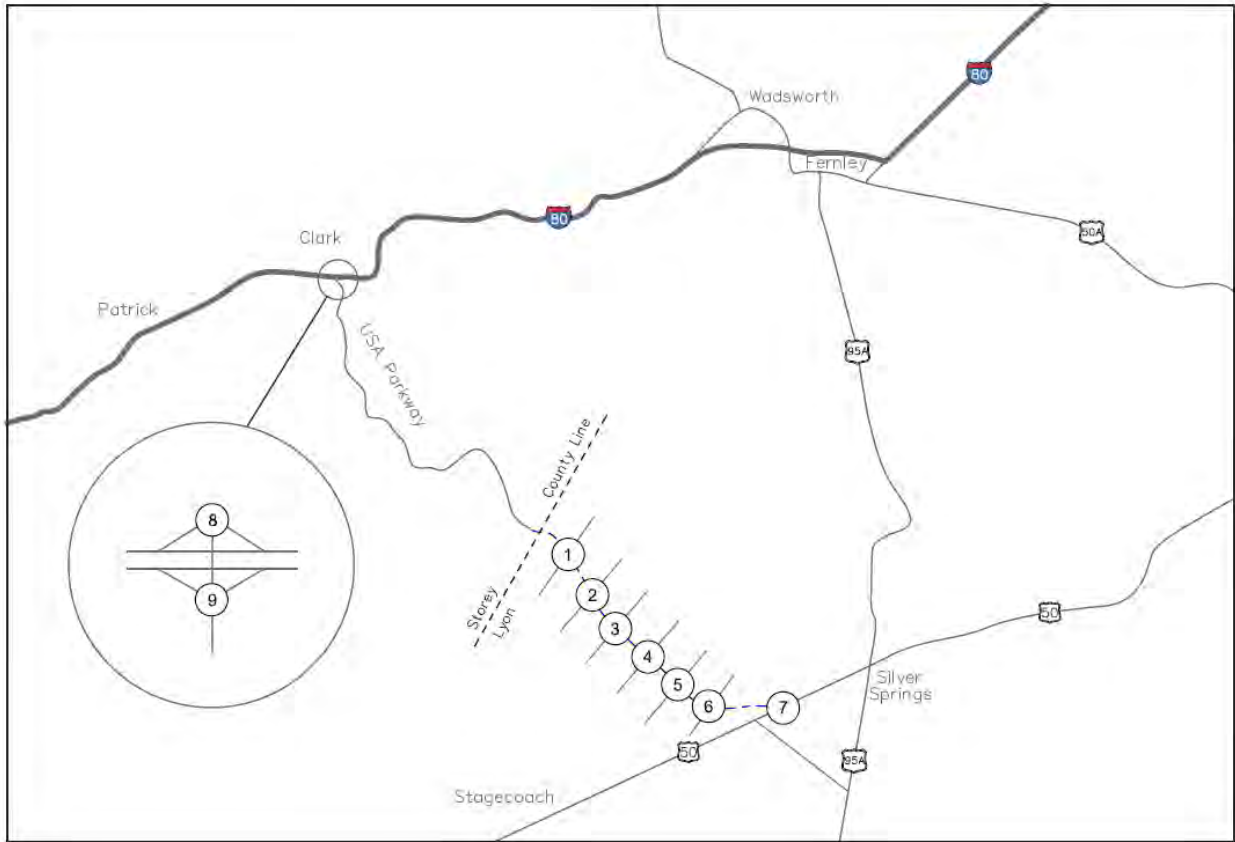 80
Wadsworth
Fernley
80
Clark
50A
Patrick
USA Parkway
95A
County Line
Storey
Lyon
8
9
1
2
3
4
5
6
7
50
Silver
Springs
50
95A
Stagecoach